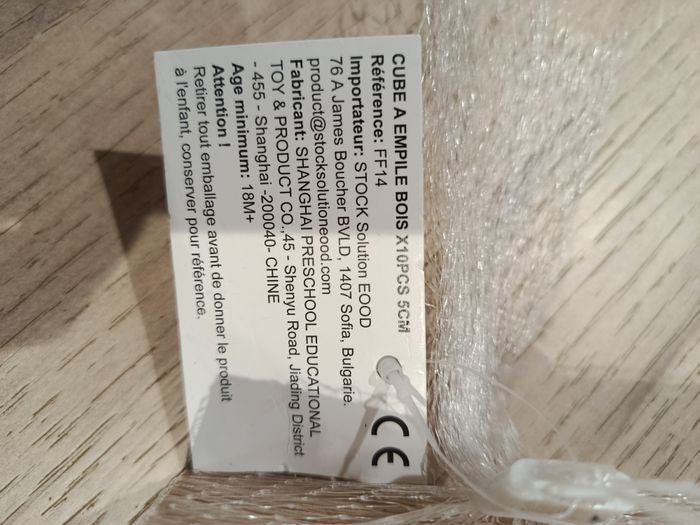 CUBE A EMPILE BOIS X10PCS 5CM
Référence: FF14
Importateur: STOCK Solution EOOD
76 A James Boucher BVLD, 1407 Sofia, Bulgarie.
product@stocksolutioneood.com
Fabricant: SHANGHAI PRESCHOOL EDUCATIONAL
TOY & PRODUCT CO.,45 - Shenyu Road, Jiading District
- 455 - Shanghai -200040- CHINE
Age minimum: 18M+
Attention !
Retirer tout emballage avant de donner le produit
à l'enfant, conserver pour référence.
CE